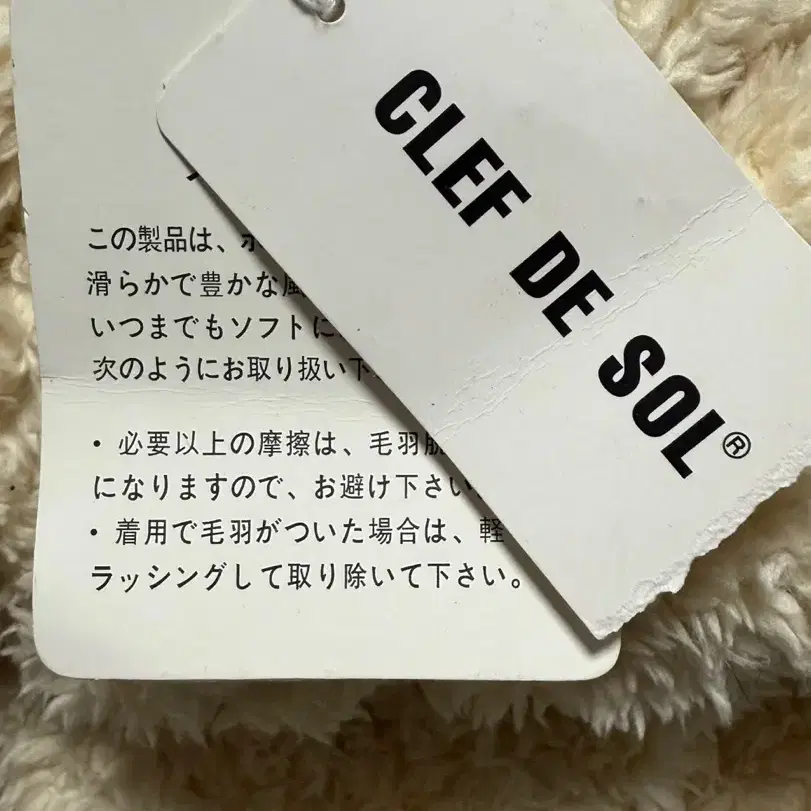 CLEF DE SOL®
この製品は、ボ
滑らかで豊かな風
いつまでもソフトに
次のようにお取り扱い下
• 必要以上の摩擦は、毛羽脱
になりますので、お避け下さい、
• 着用で毛羽がついた場合は、軽
ラッシングして取り除いて下さい。